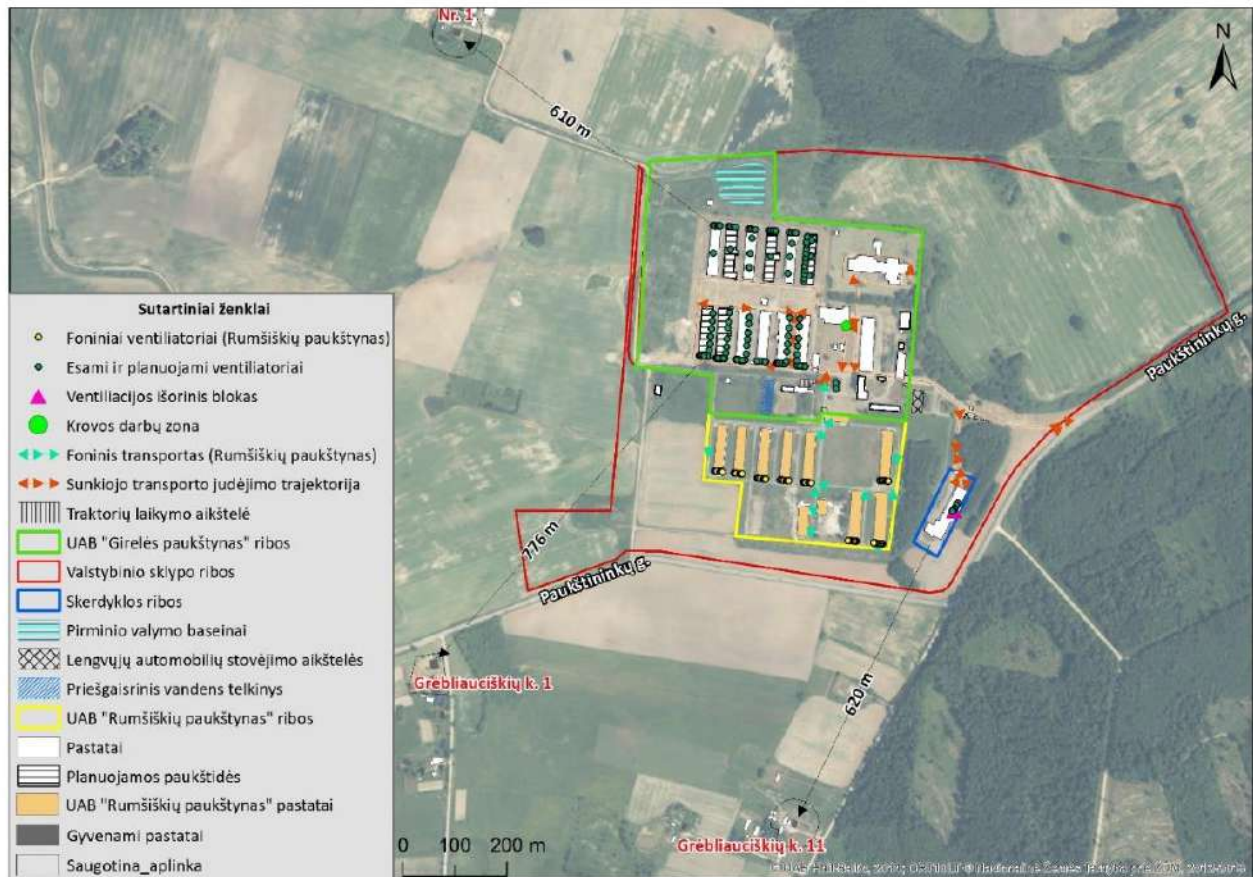 Nr. 1
N
610 m
Paukštininkų g.
776 m
Paukštininkų g.
Grėbliauciškių k. 1
620 m
Grėbliauciškių k. 11
0 100 200 m
Sutartiniai ženklai
Foniniai ventiliatoriai (Rumšiškių paukštynas)
Esami ir planuojami ventiliatoriai
Ventiliacijos išorinis blokas
Krovos darbų zona
Foninis transportas (Rumšiškių paukštynas)
Sunkiojo transporto judėjimo trajektorija
Traktorių laikymo aikštelė
UAB "Girelės paukštynas" ribos
Valstybinio sklypo ribos
Skerdyklos ribos
Pirminio valymo baseinai
Lengvųjų automobilių stovėjimo aikštelės
Priešgaisrinis vandens telkinys
UAB "Rumšiškių paukštynas" ribos
Pastatai
Planuojamos paukštidės
UAB "Rumšiškių paukštynas" pastatai
Gyvenami pastatai
Saugotina_aplinka